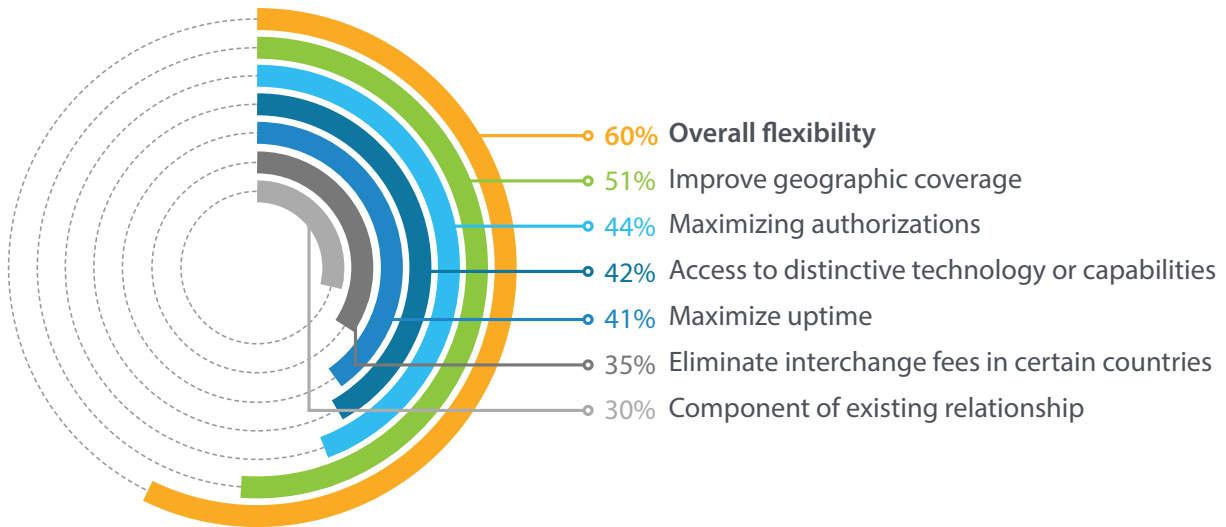 60% Overall flexibility
51% Improve geographic coverage
44% Maximizing authorizations
42% Access to distinctive technology or capabilities
41% Maximize uptime
35% Eliminate interchange fees in certain countries
30% Component of existing relationship